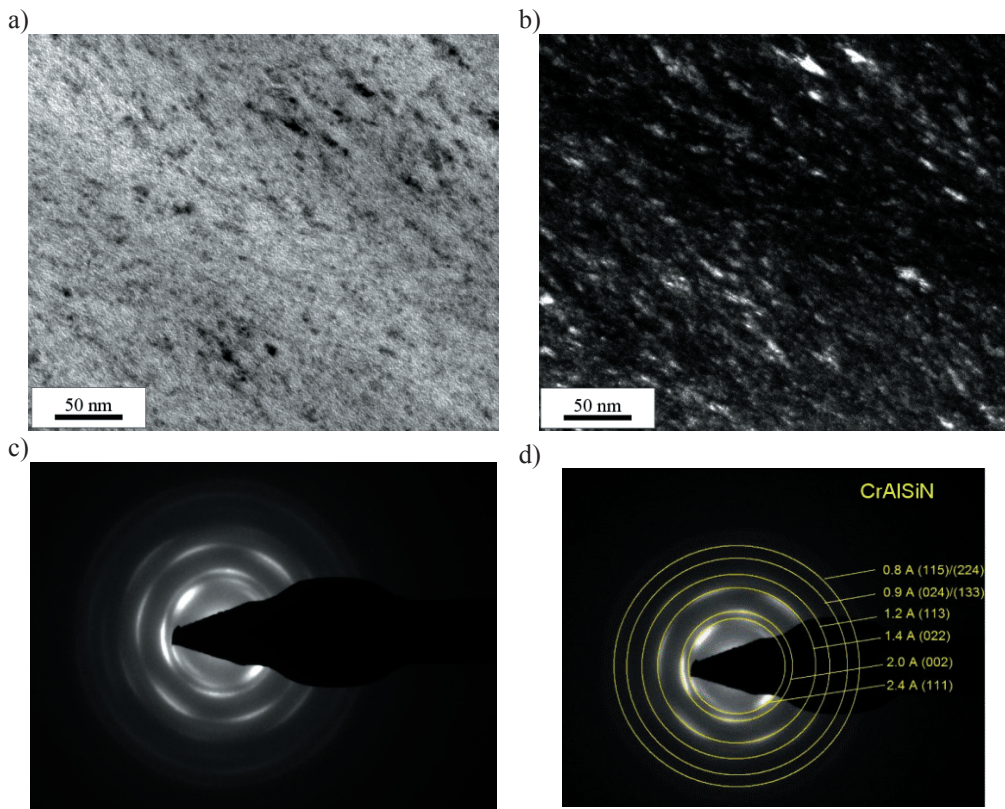 a)
b)
50 nm
50 nm
c)
d)
CrAlSiN
0.8 A (115)/(224)
0.9 A (024)/(133)
1.2 A (113)
1.4 A (022)
2.0 A (002)
2.4 A (111)